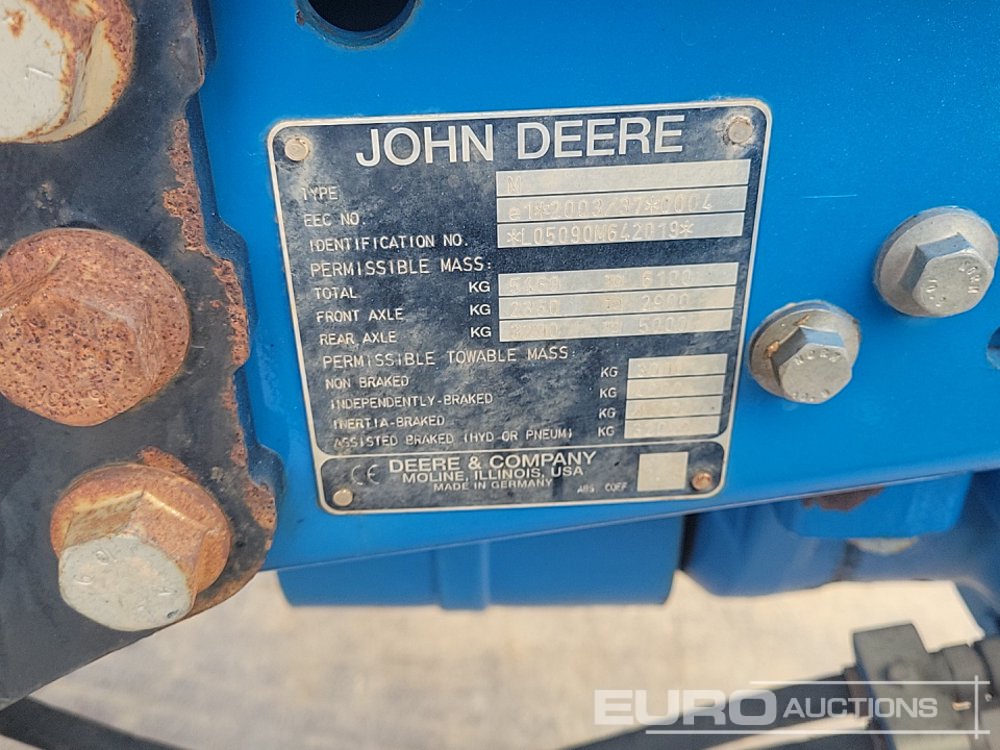 JOHN DEERE
TYPE M
EEC NO. e1*2003/37*0004
IDENTIFICATION NO. *L05090M642019*
PERMISSIBLE MASS:
TOTAL KG 6100
FRONT AXLE KG 2900
REAR AXLE KG
PERMISSIBLE TOWABLE MASS:
NON BRAKED KG
INDEPENDENTLY-BRAKED KG
INERTIA-BRAKED KG
ASSISTED BRAKED (HYD OR PNEUM) KG
CE DEERE & COMPANY
MOLINE, ILLINOIS, USA
MADE IN GERMANY
ABS. COEF
EURO AUCTIONS